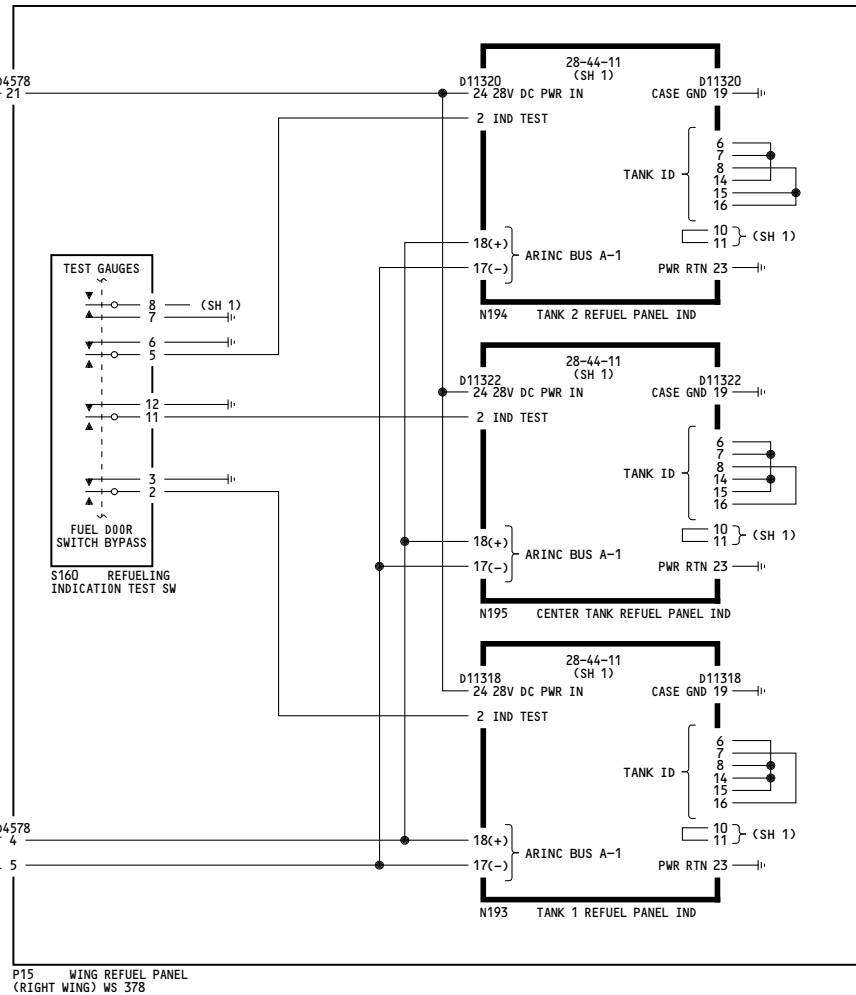 D4578
21
TEST GAUGES
8 (SH 1)
7
6
5
12
11
3
2
FUEL DOOR
SWITCH BYPASS
S160 REFUELING
INDICATION TEST SW
28-44-11
(SH 1)
D11320 D11320
24 28V DC PWR IN CASE GND 19
2 IND TEST
TANK ID
6
7
8
14
15
16
10
11 (SH 1)
18(+)
17(-)
ARINC BUS A-1
PWR RTN 23
N194 TANK 2 REFUEL PANEL IND
28-44-11
(SH 1)
D11322 D11322
24 28V DC PWR IN CASE GND 19
2 IND TEST
TANK ID
6
7
8
14
15
16
10
11 (SH 1)
18(+)
17(-)
ARINC BUS A-1
PWR RTN 23
N195 CENTER TANK REFUEL PANEL IND
28-44-11
(SH 1)
D11318 D11318
24 28V DC PWR IN CASE GND 19
2 IND TEST
TANK ID
6
7
8
14
15
16
10
11 (SH 1)
D4578
4
5
18(+)
17(-)
ARINC BUS A-1
PWR RTN 23
N193 TANK 1 REFUEL PANEL IND
P15 WING REFUEL PANEL
(RIGHT WING) WS 378